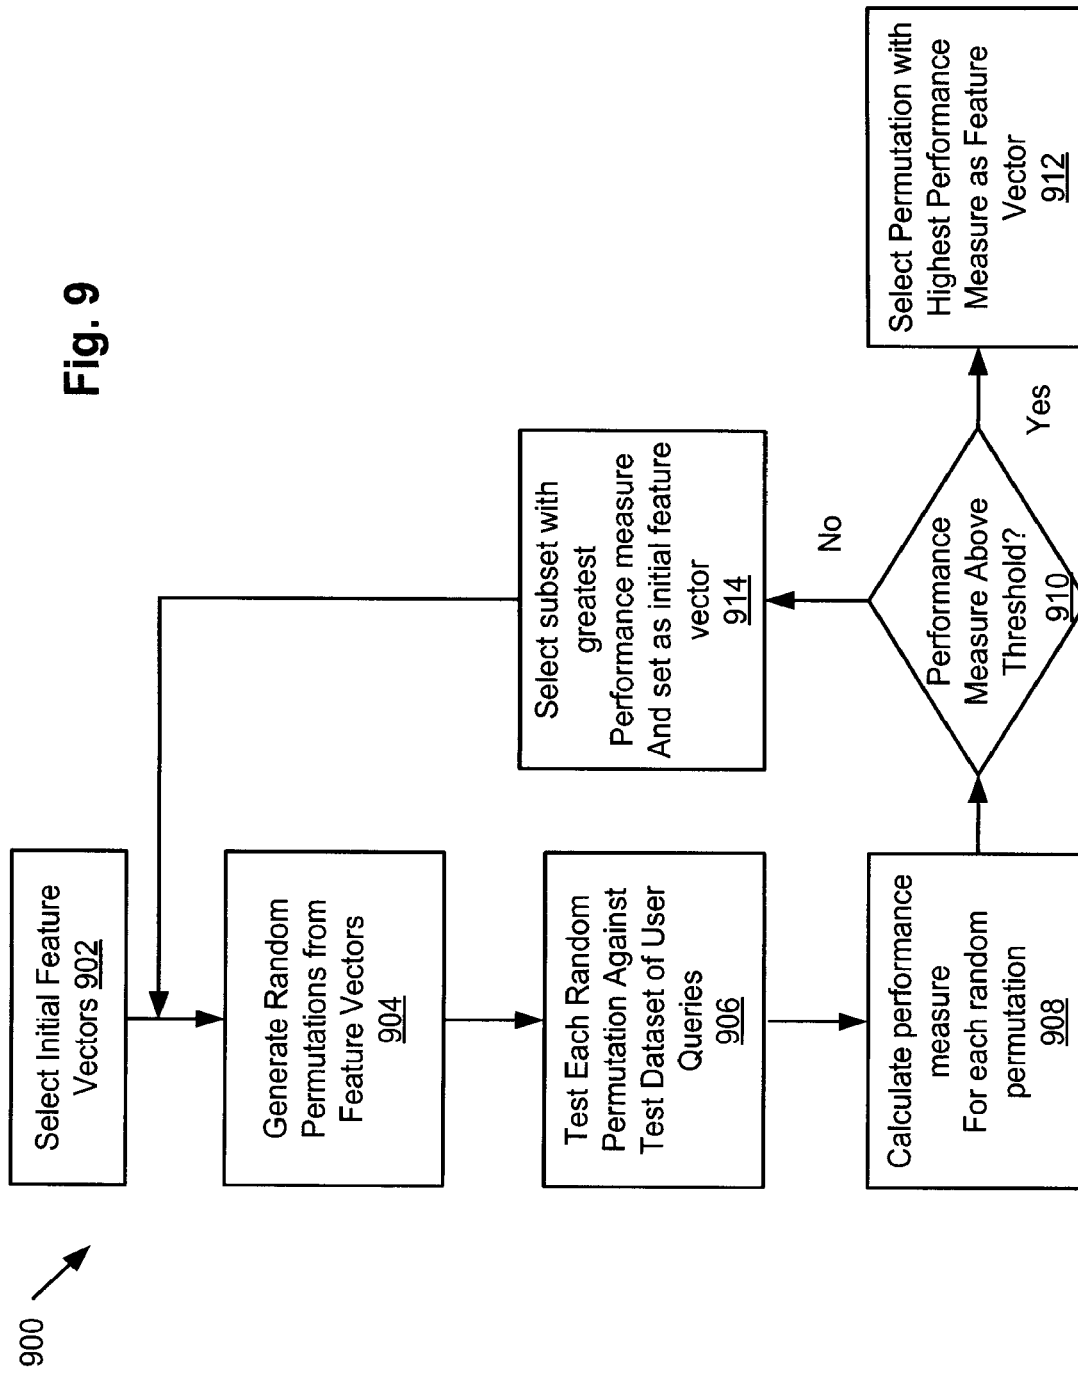 900
Fig. 9
Select Initial Feature
Vectors 902
Generate Random
Permutations from
Feature Vectors
904
Test Each Random
Permutation Against
Test Dataset of User
Queries
906
Calculate performance
measure
For each random
permutation
908
Performance
Measure Above
Threshold?
910
No
Select subset with
greatest
Performance measure
And set as initial feature
vector
914
Yes
Select Permutation with
Highest Performance
Measure as Feature
Vector
912